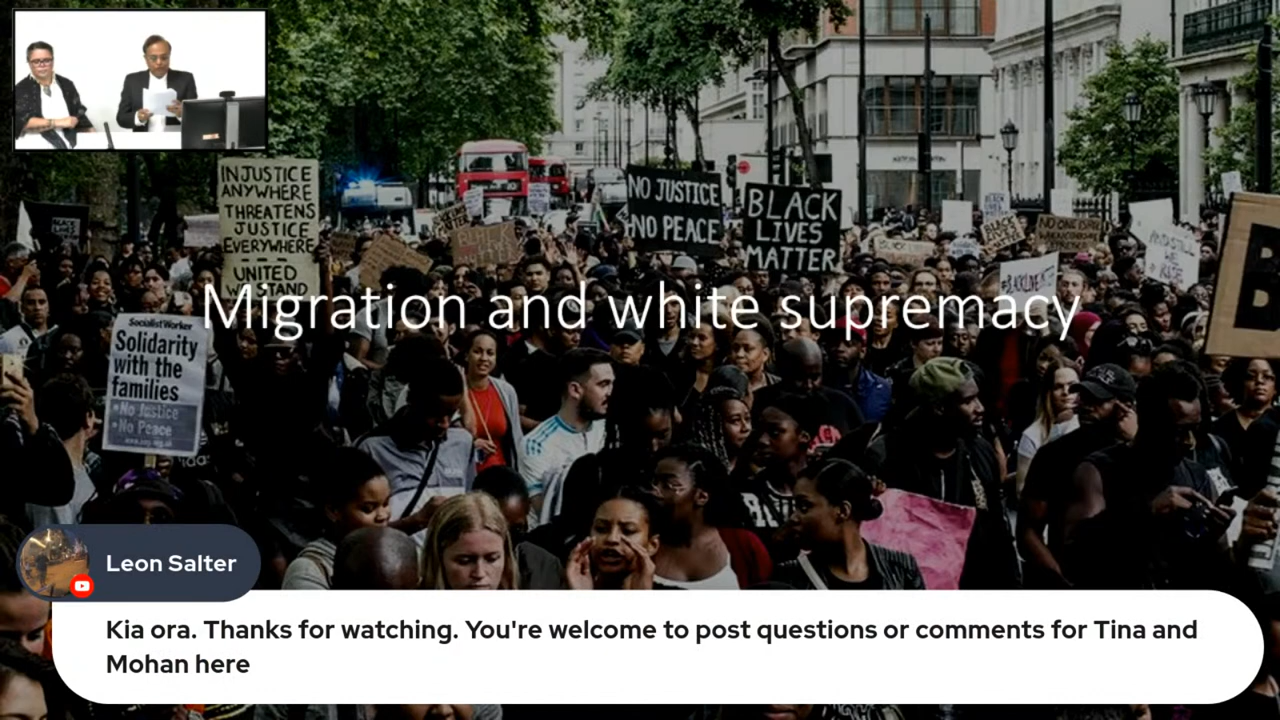 INJUSTICE
ANYWHERE
THREATENS
JUSTICE
EVERYWHERE
UNITED
WE STAND
NO JUSTICE
NO PEACE
BLACK
LIVES
MATTER
Migration and white supremacy
Socialist Worker
Solidarity
with the
families
• No Justice
• No Peace
Leon Salter
Kia ora. Thanks for watching. You're welcome to post questions or comments for Tina and
Mohan here